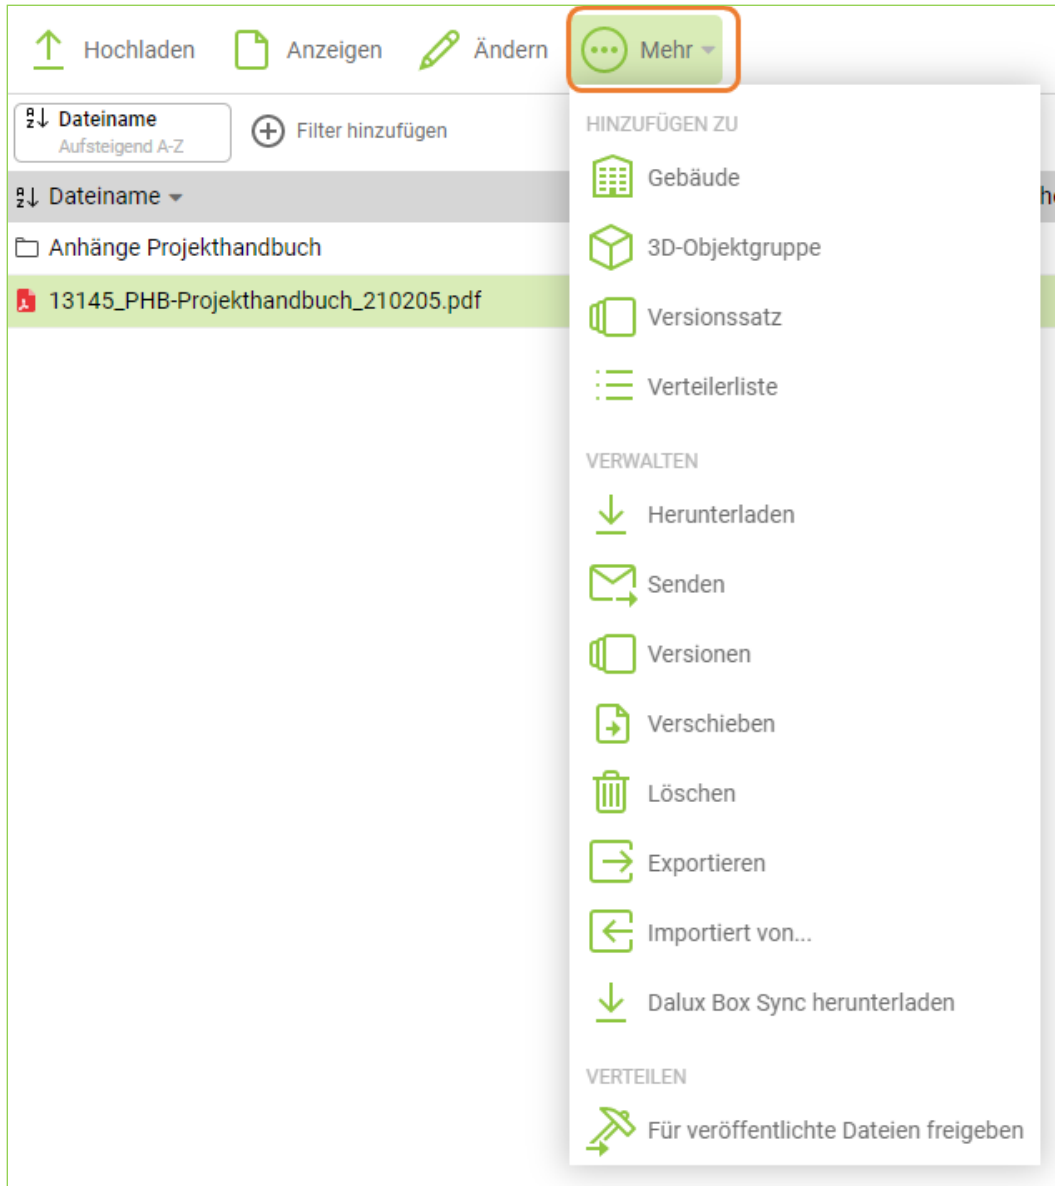 Hochladen Anzeigen Ändern Mehr
Dateiname
Aufsteigend A-Z
Filter hinzufügen
Dateiname
Anhänge Projekthandbuch
13145_PHB-Projekthandbuch_210205.pdf
HINZUFÜGEN ZU
Gebäude
3D-Objektgruppe
Versionssatz
Verteilerliste
VERWALTEN
Herunterladen
Senden
Versionen
Verschieben
Löschen
Exportieren
Importiert von...
Dalux Box Sync herunterladen
VERTEILEN
Für veröffentlichte Dateien freigeben